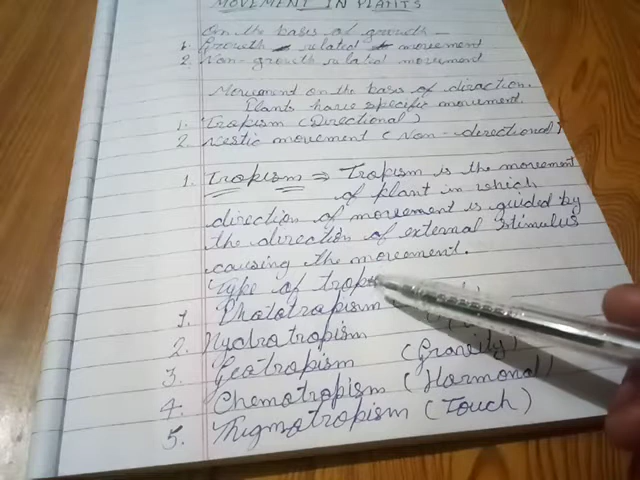 MOVEMENT IN PLANTS
On the basis of growth -
1. Growth related movement
2. Non-growth related movement
Movement on the basis of diraction.
Plants have specific movement.
1. Tropism (Directional)
2. Nestic movement (Non-directional)
1. Tropism ⇒ Tropism is the movement
of plant in which
direction of movement is guided by
the direction of external stimulus
causing the movement.
Type of
1. Phototropism
2. Hydrotropism
3. Geotropism (Gravity)
4. Chemotropism (Harmonal)
5. Thigmotropism (Touch)